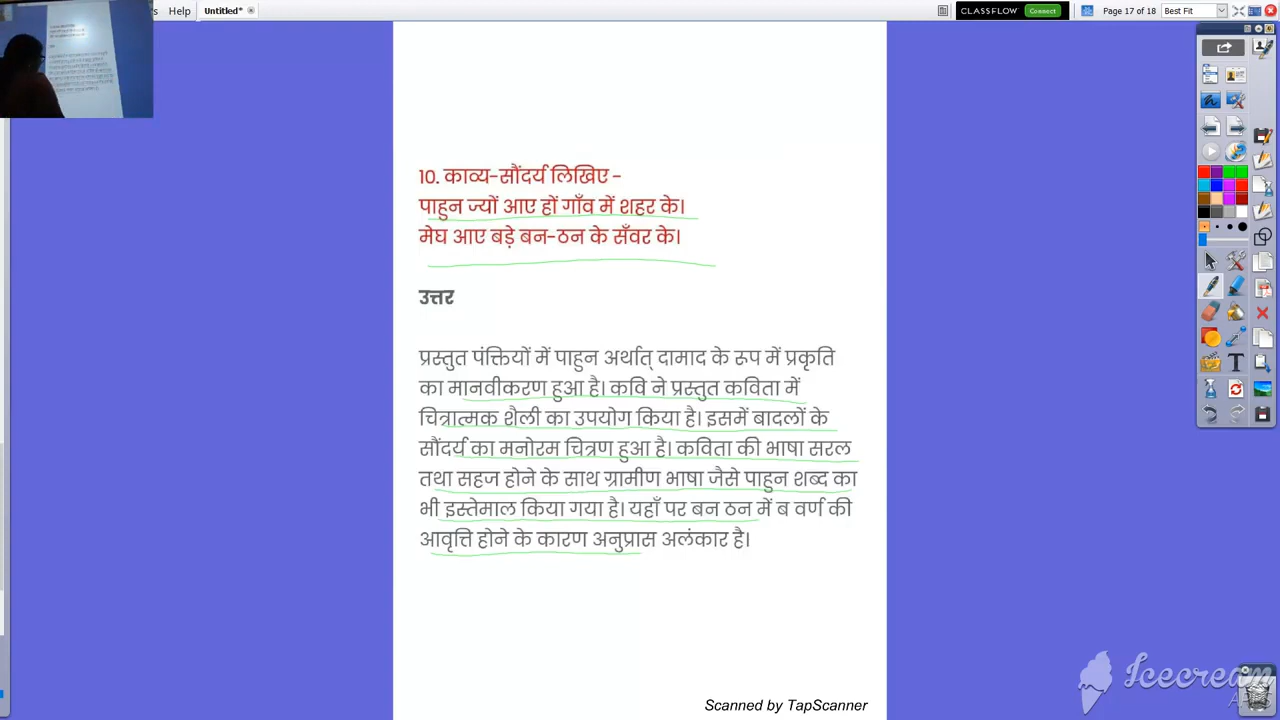 s Help Untitled* CLASSFLOW Connect Page 17 of 18 Best Fit
10. काव्य-सौंदर्य लिखिए -
पाहुन ज्यों आए हों गाँव में शहर के।
मेघ आए बड़े बन-ठन के सँवर के।
उत्तर
प्रस्तुत पंक्तियों में पाहुन अर्थात् दामाद के रूप में प्रकृति
का मानवीकरण हुआ है। कवि ने प्रस्तुत कविता में
चित्रात्मक शैली का उपयोग किया है। इसमें बादलों के
सौंदर्य का मनोरम चित्रण हुआ है। कविता की भाषा सरल
तथा सहज होने के साथ ग्रामीण भाषा जैसे पाहुन शब्द का
भी इस्तेमाल किया गया है। यहाँ पर बन ठन में ब वर्ण की
आवृत्ति होने के कारण अनुप्रास अलंकार है।
Icecream
APPS
Scanned by TapScanner